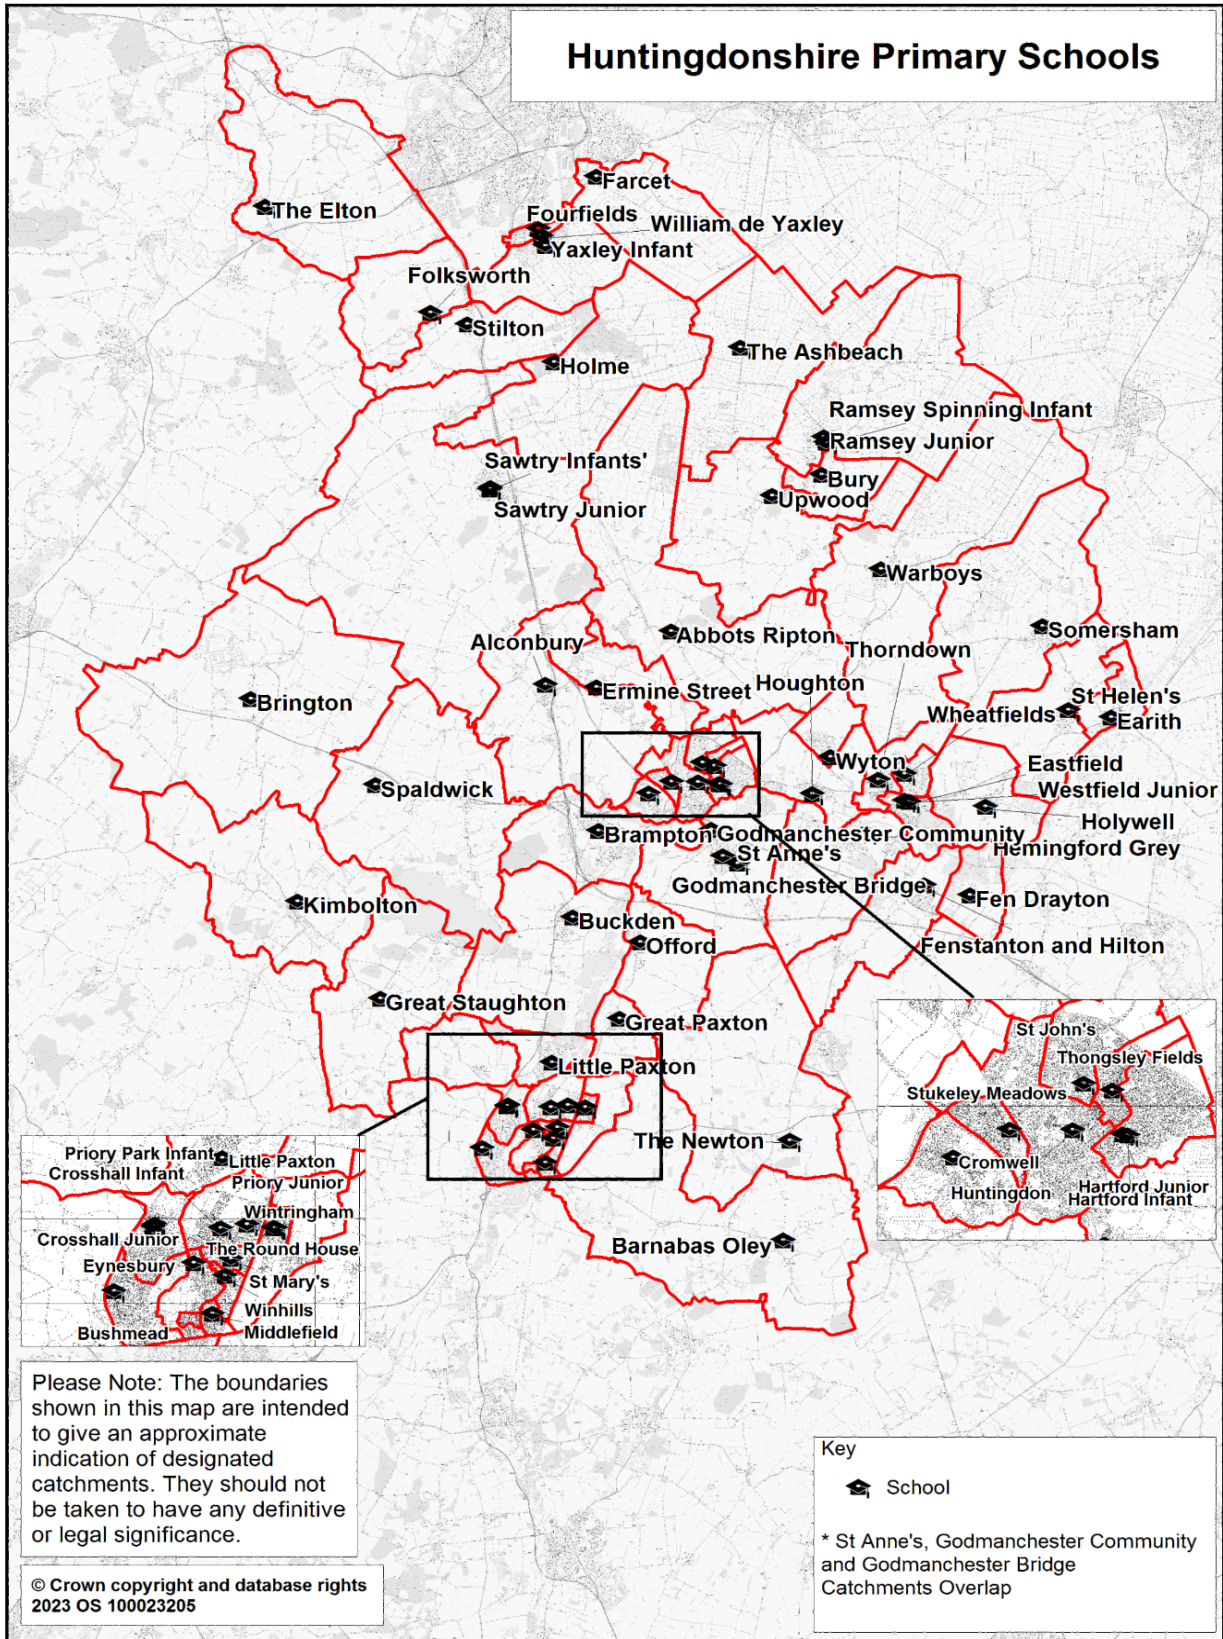 Huntingdonshire Primary Schools
Farcet
The Elton
Fourfields
William de Yaxley
Yaxley Infant
Folksworth
Stilton
The Ashbeach
Holme
Ramsey Spinning Infant
Ramsey Junior
Sawtry Infants'
Bury
Upwood
Sawtry Junior
Warboys
Somersham
Abbots Ripton
Alconbury
Thorndown
Houghton
Ermine Street
St Helen's
Brington
Wheatfields
Earith
Wyton
Eastfield
Spaldwick
Westfield Junior
Holywell
Brampton
Godmanchester Community
Hemingford Grey
St Anne's
Godmanchester Bridge
Fen Drayton
Kimbolton
Buckden
Offord
Fenstanton and Hilton
Great Staughton
Great Paxton
Little Paxton
The Newton
Barnabas Oley
St John's
Thongsley Fields
Stukeley Meadows
Cromwell
Huntingdon
Hartford Junior
Hartford Infant
Priory Park Infant
Little Paxton
Crosshall Infant
Priory Junior
Wintringham
Crosshall Junior
The Round House
Eynesbury
St Mary's
Winhills
Bushmead
Middlefield
Please Note: The boundaries
shown in this map are intended
to give an approximate
indication of designated
catchments. They should not
be taken to have any definitive
or legal significance.
© Crown copyright and database rights
2023 OS 100023205
Key
School
* St Anne's, Godmanchester Community
and Godmanchester Bridge
Catchments Overlap